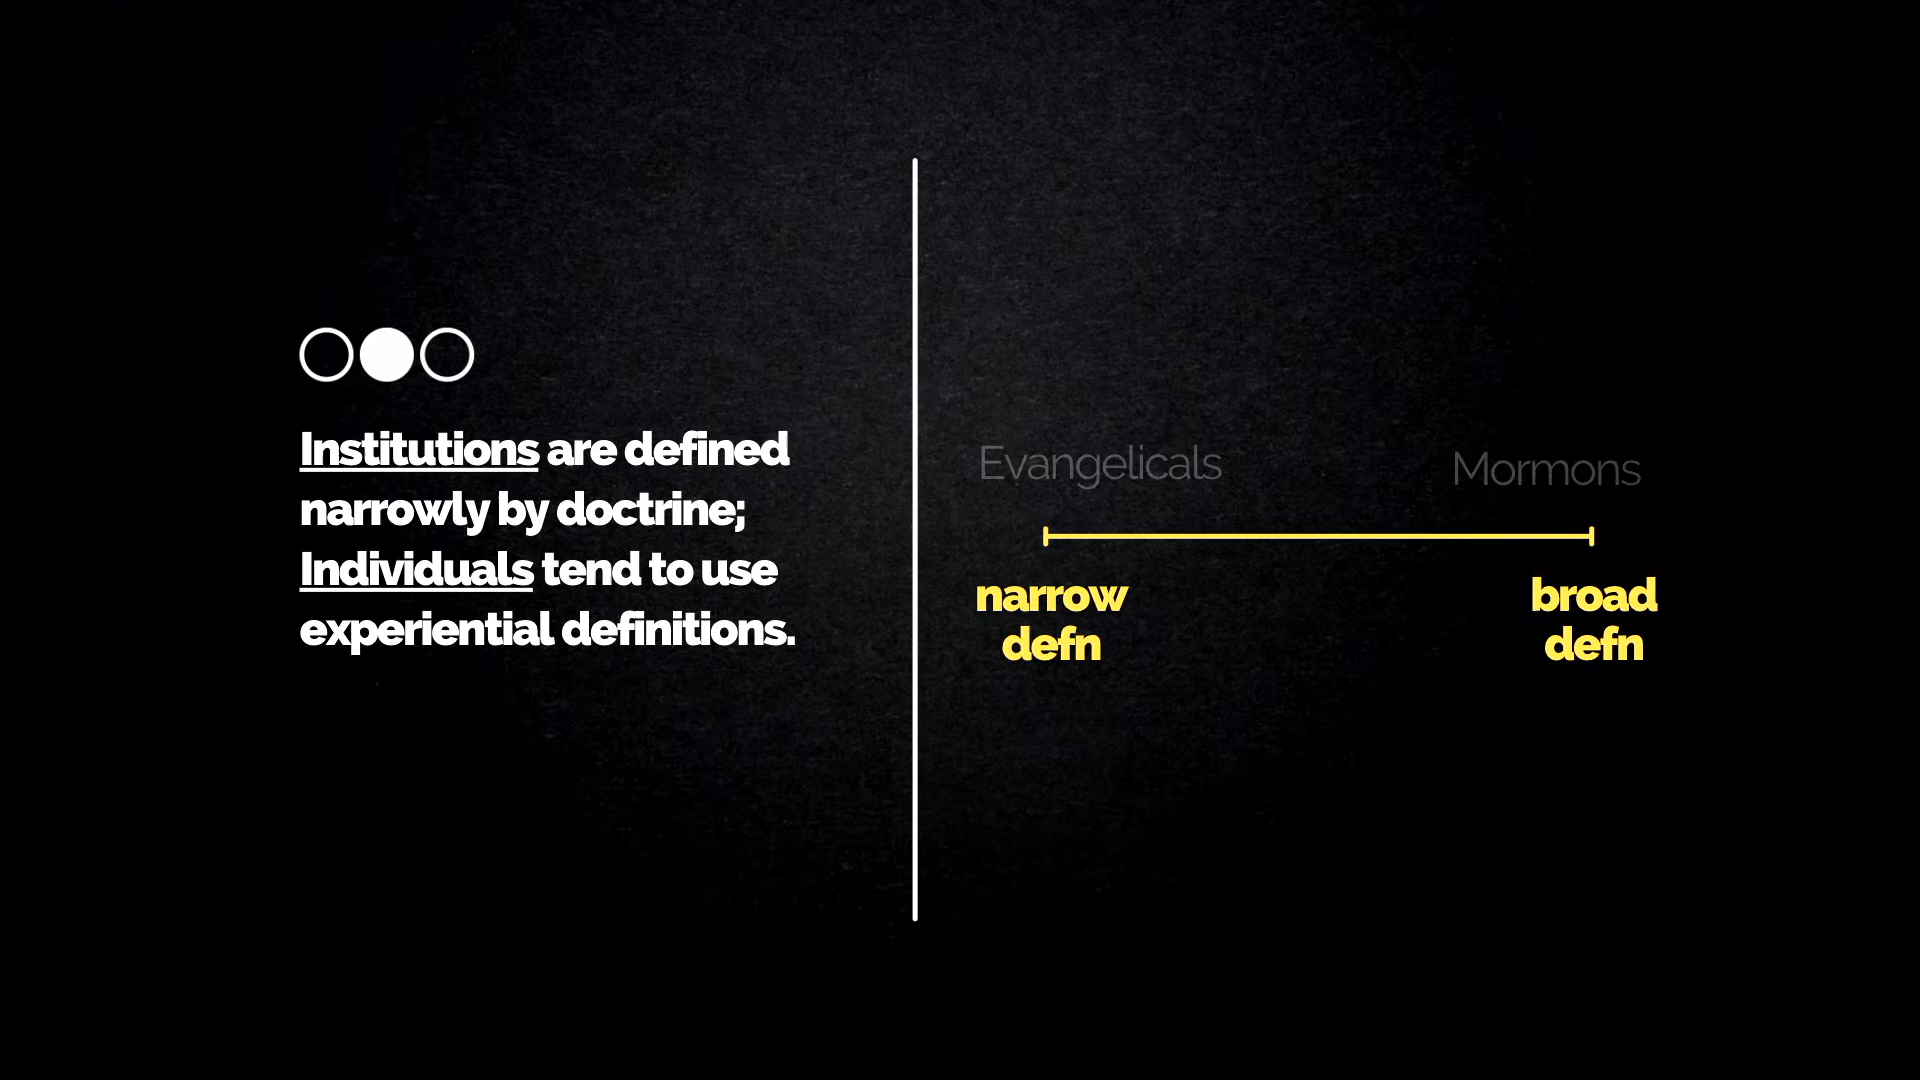 Institutions are defined
narrowly by doctrine;
Individuals tend to use
experiential definitions.
Evangelicals
Mormons
narrow
defn
broad
defn